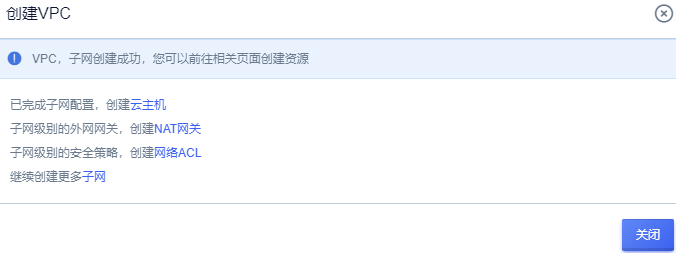 创建VPC
VPC，子网创建成功，您可以前往相关页面创建资源
已完成子网配置，创建云主机
子网级别的外网网关，创建NAT网关
子网级别的安全策略，创建网络ACL
继续创建更多子网
关闭